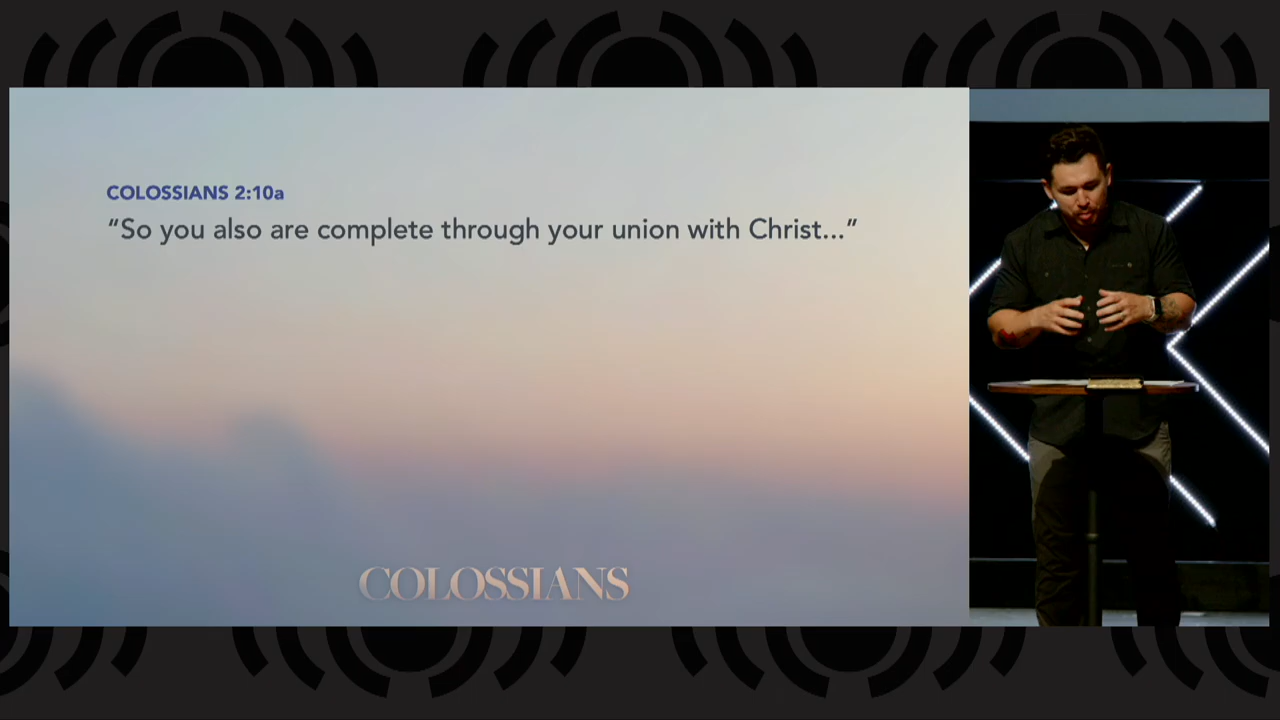 COLOSSIANS 2:10a
“So you also are complete through your union with Christ...”
COLOSSIANS